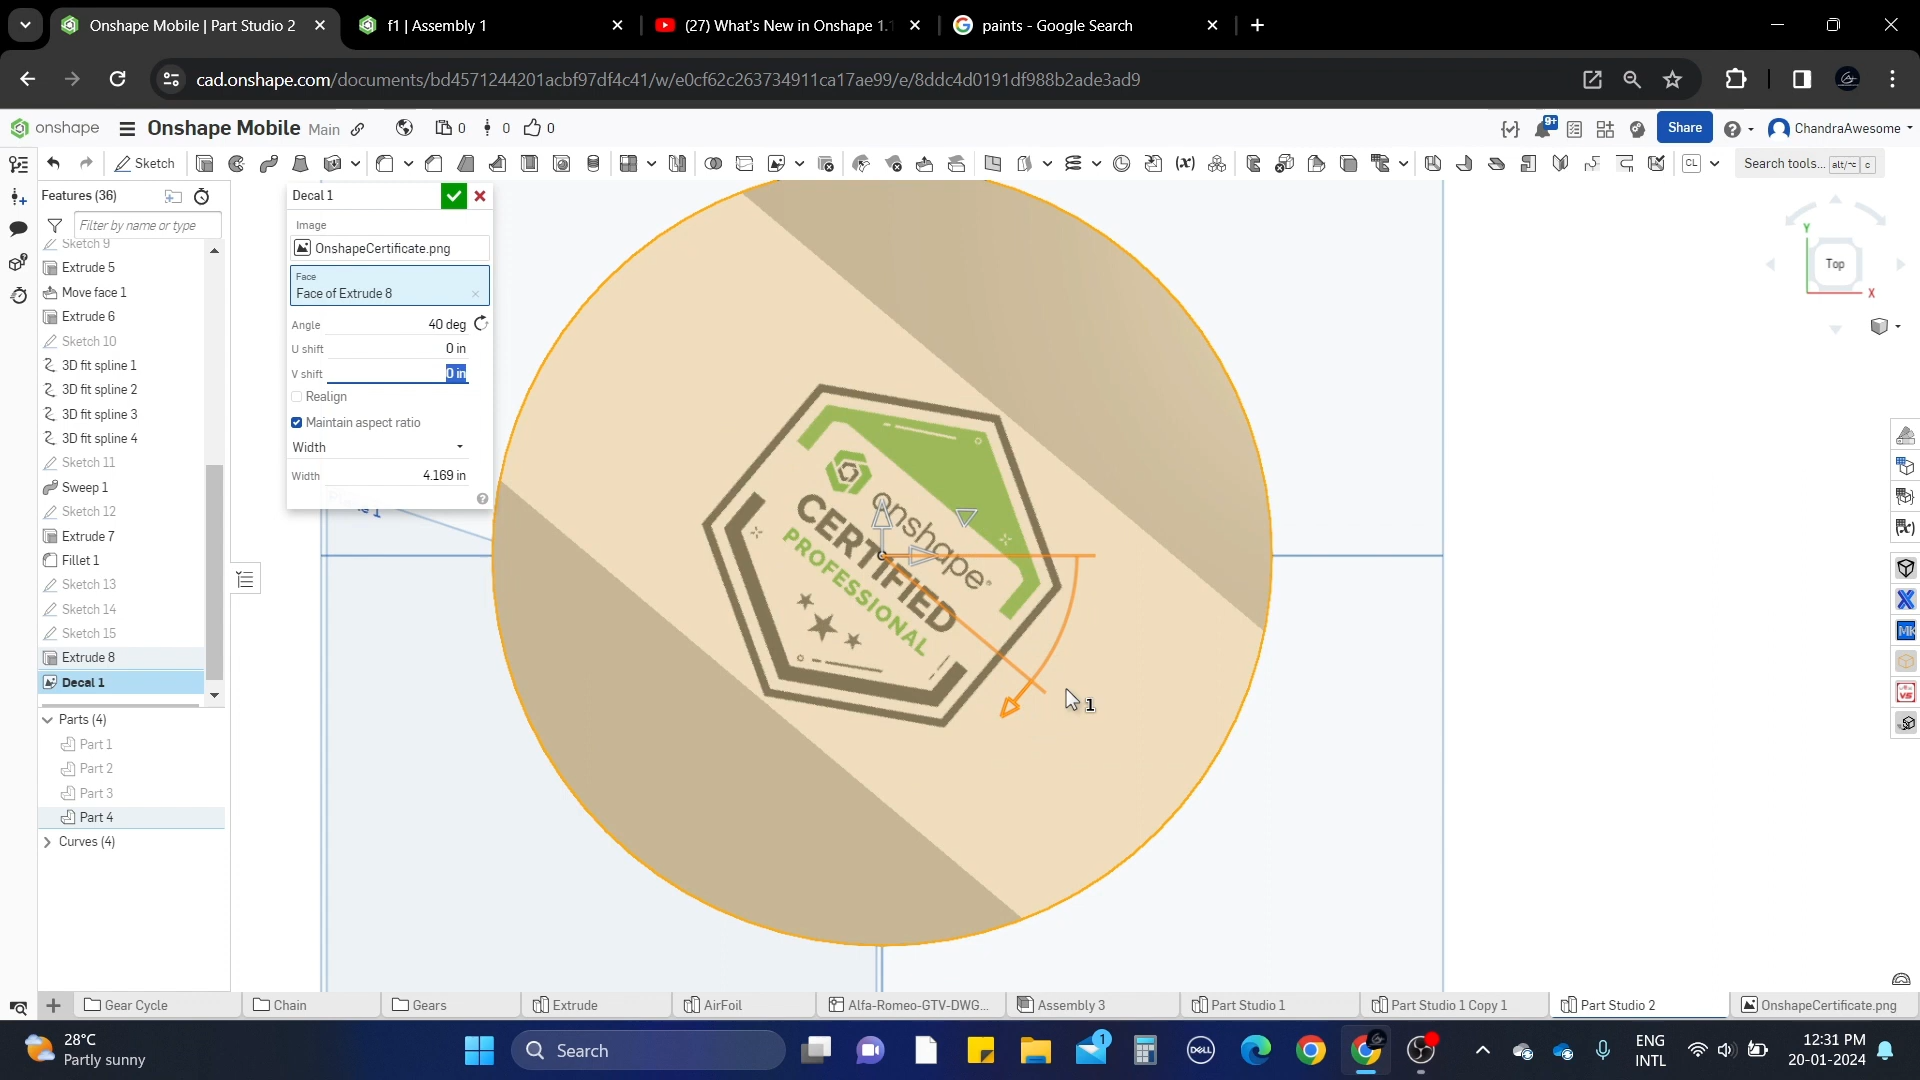 Onshape Mobile | Part Studio 2
f1 | Assembly 1
(27) What's New in Onshape 1.1
paints - Google Search
cad.onshape.com/documents/bd4571244201acbf97df4c41/w/e0cf62c263734911ca17ae99/e/8ddc4d0191df988b2ade3ad9
onshape
Onshape Mobile Main
0
0
0
9+
Share
ChandraAwesome
Sketch
CL
Search tools... alt/⌥ c
Features (36)
Filter by name or type
Sketch 9
Extrude 5
Move face 1
Extrude 6
Sketch 10
3D fit spline 1
3D fit spline 2
3D fit spline 3
3D fit spline 4
Sketch 11
Sweep 1
Sketch 12
Extrude 7
Fillet 1
Sketch 13
Sketch 14
Sketch 15
Extrude 8
Decal 1
Parts (4)
Part 1
Part 2
Part 3
Part 4
Curves (4)
Decal 1
Image
OnshapeCertificate.png
Face
Face of Extrude 8
Angle 40 deg
U shift 0 in
V shift 0 in
Realign
Maintain aspect ratio
Width
Width 4.169 in
onshape
CERTIFIED
PROFESSIONAL
1
Y
Top
X
Gear Cycle
Chain
Gears
Extrude
AirFoil
Alfa-Romeo-GTV-DWG...
Assembly 3
Part Studio 1
Part Studio 1 Copy 1
Part Studio 2
OnshapeCertificate.png
28°C
Partly sunny
Search
1
DELL
ENG
INTL
12:31 PM
20-01-2024